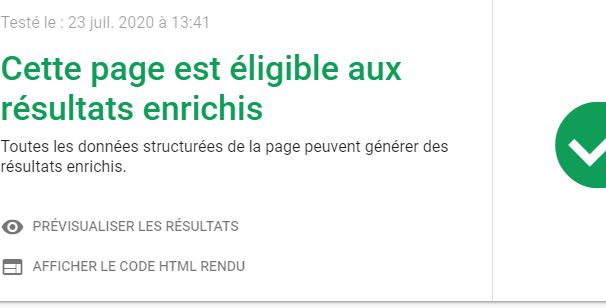 Testé le : 23 juil. 2020 à 13:41
Cette page est éligible aux
résultats enrichis
Toutes les données structurées de la page peuvent générer des
résultats enrichis.
PRÉVISUALISER LES RÉSULTATS
AFFICHER LE CODE HTML RENDU